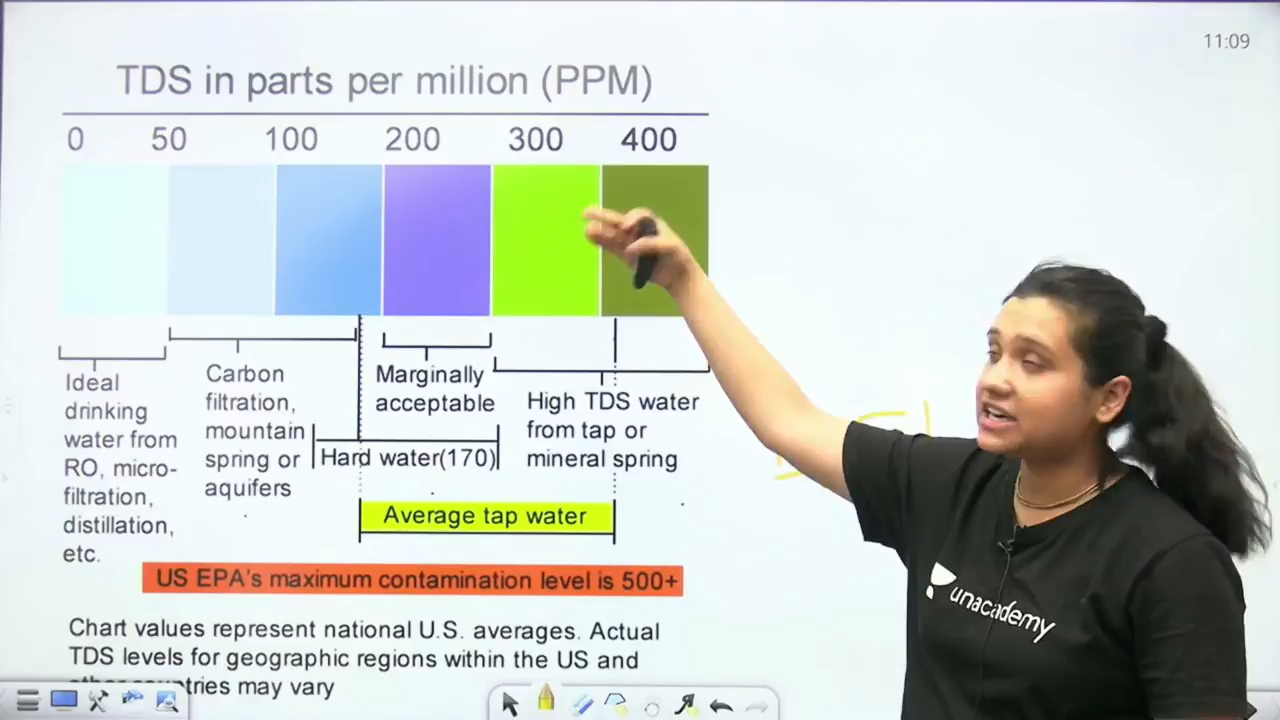 11:09
TDS in parts per million (PPM)
0 50 100 200 300 400
Ideal
drinking
water from
RO, micro-
filtration,
distillation,
etc.
Carbon
filtration,
mountain
spring or
aquifers
Marginally
acceptable
Hard water(170)
High TDS water
from tap or
mineral spring
Average tap water
US EPA's maximum contamination level is 500+
Chart values represent national U.S. averages. Actual
TDS levels for geographic regions within the US and
other countries may vary
unacademy